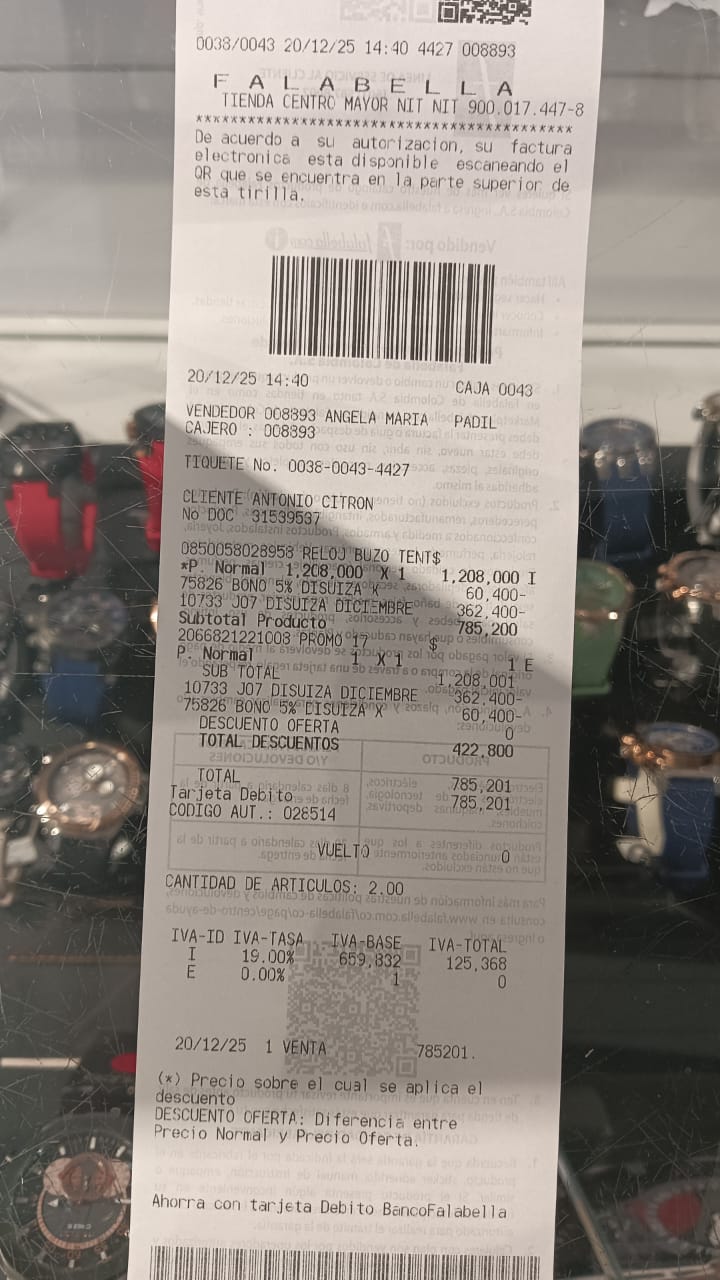 0038/0043 20/12/25 14:40 4427 008893
F A L A B E L L A
TIENDA CENTRO MAYOR NIT NIT 900.017.447-8
****************************************
De acuerdo a su autorizacion, su factura
electronica esta disponible escaneando el
QR que se encuentra en la parte superior de
esta tirilla.
20/12/25 14:40 CAJA 0043
VENDEDOR 008893 ANGELA MARIA PADIL
CAJERO : 008893
TIQUETE No. 0038-0043-4427
CLIENTE ANTONIO CITRON
No DOC 31539537
0850058028958 RELOJ BUZO TENT$
*P. Normal 1,208,000 X 1 1,208,000 I
75826 BONO 5% DISUIZA X 60,400-
10733 J07 DISUIZA DICIEMBRE 362,400-
Subtotal Producto 785,200
2066821221008 PROMO 17 $
P. Normal 1 X 1 1 E
SUB TOTAL 1,208,001
10733 J07 DISUIZA DICIEMBRE 362,400-
75826 BONO 5% DISUIZA X 60,400-
DESCUENTO OFERTA 0
TOTAL DESCUENTOS 422,800
TOTAL 785,201
Tarjeta Debito 785,201
CODIGO AUT.: 028514
VUELTO 0
CANTIDAD DE ARTICULOS: 2.00
IVA-ID IVA-TASA IVA-BASE IVA-TOTAL
I 19.00% 659,832 125,368
E 0.00% 1 0
20/12/25 1 VENTA 785201.
(*) Precio sobre el cual se aplica el
descuento
DESCUENTO OFERTA: Diferencia entre
Precio Normal y Precio Oferta.
Ahorra con tarjeta Debito BancoFalabella